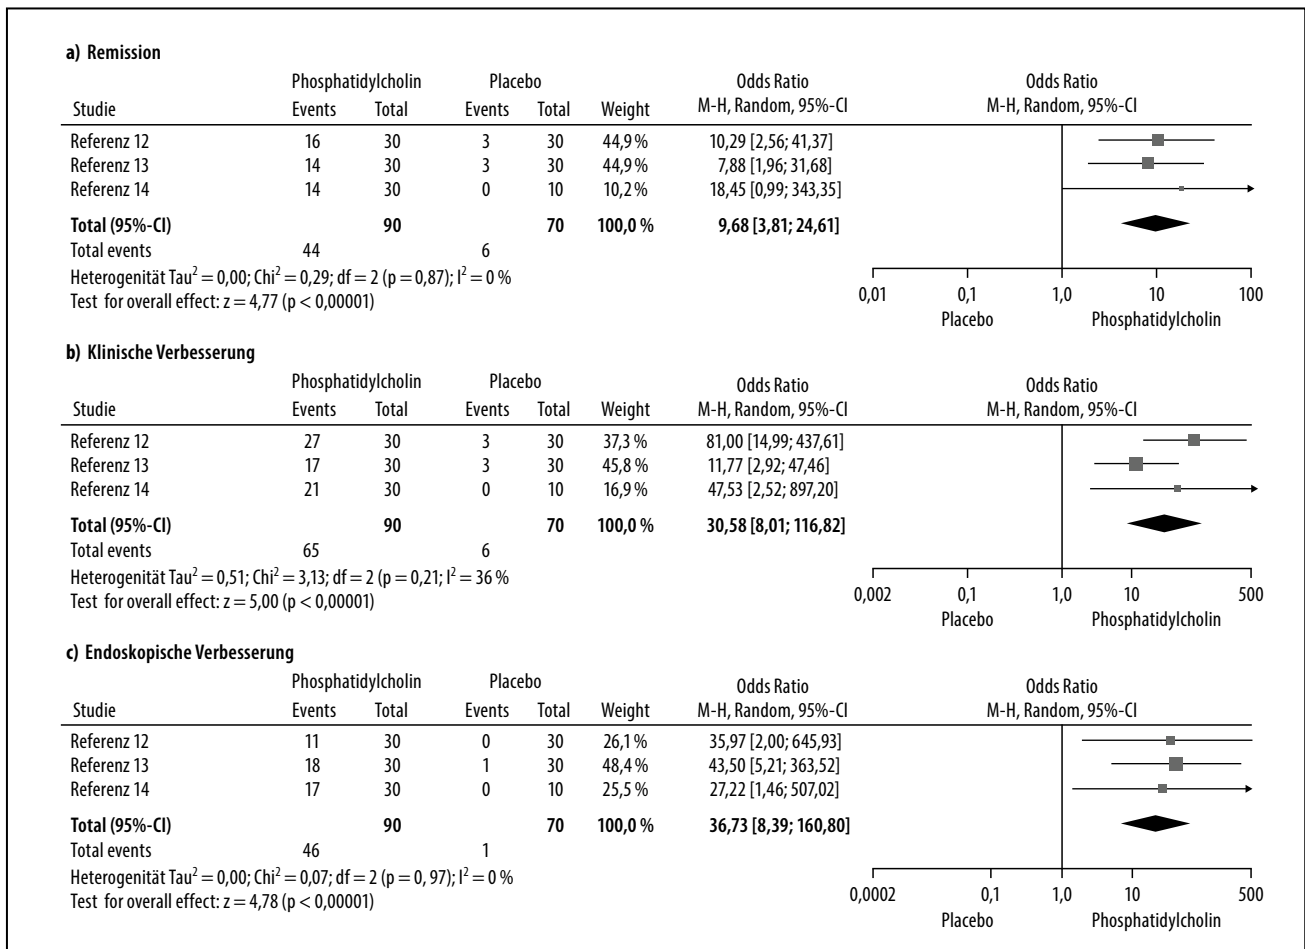 a) Remission
Phosphatidylcholin Placebo Odds Ratio Odds Ratio
Studie Events Total Events Total Weight M-H, Random, 95%-CI M-H, Random, 95%-CI
Referenz 12 16 30 3 30 44,9 % 10,29 [2,56; 41,37]
Referenz 13 14 30 3 30 44,9 % 7,88 [1,96; 31,68]
Referenz 14 14 30 0 10 10,2 % 18,45 [0,99; 343,35]
Total (95%-CI) 90 70 100,0 % 9,68 [3,81; 24,61]
Total events 44 6
Heterogenität Tau² = 0,00; Chi² = 0,29; df = 2 (p = 0,87); I² = 0 %
Test for overall effect: z = 4,77 (p < 0,00001)
0,01 0,1 1,0 10 100
Placebo Phosphatidylcholin
b) Klinische Verbesserung
Phosphatidylcholin Placebo Odds Ratio Odds Ratio
Studie Events Total Events Total Weight M-H, Random, 95%-CI M-H, Random, 95%-CI
Referenz 12 27 30 3 30 37,3 % 81,00 [14,99; 437,61]
Referenz 13 17 30 3 30 45,8 % 11,77 [2,92; 47,46]
Referenz 14 21 30 0 10 16,9 % 47,53 [2,52; 897,20]
Total (95%-CI) 90 70 100,0 % 30,58 [8,01; 116,82]
Total events 65 6
Heterogenität Tau² = 0,51; Chi² = 3,13; df = 2 (p = 0,21; I² = 36 %
Test for overall effect: z = 5,00 (p < 0,00001)
0,002 0,1 1,0 10 500
Placebo Phosphatidylcholin
c) Endoskopische Verbesserung
Phosphatidylcholin Placebo Odds Ratio Odds Ratio
Studie Events Total Events Total Weight M-H, Random, 95%-CI M-H, Random, 95%-CI
Referenz 12 11 30 0 30 26,1 % 35,97 [2,00; 645,93]
Referenz 13 18 30 1 30 48,4 % 43,50 [5,21; 363,52]
Referenz 14 17 30 0 10 25,5 % 27,22 [1,46; 507,02]
Total (95%-CI) 90 70 100,0 % 36,73 [8,39; 160,80]
Total events 46 1
Heterogenität Tau² = 0,00; Chi² = 0,07; df = 2 (p = 0, 97); I² = 0 %
Test for overall effect: z = 4,78 (p < 0,00001)
0,0002 0,1 1,0 10 500
Placebo Phosphatidylcholin